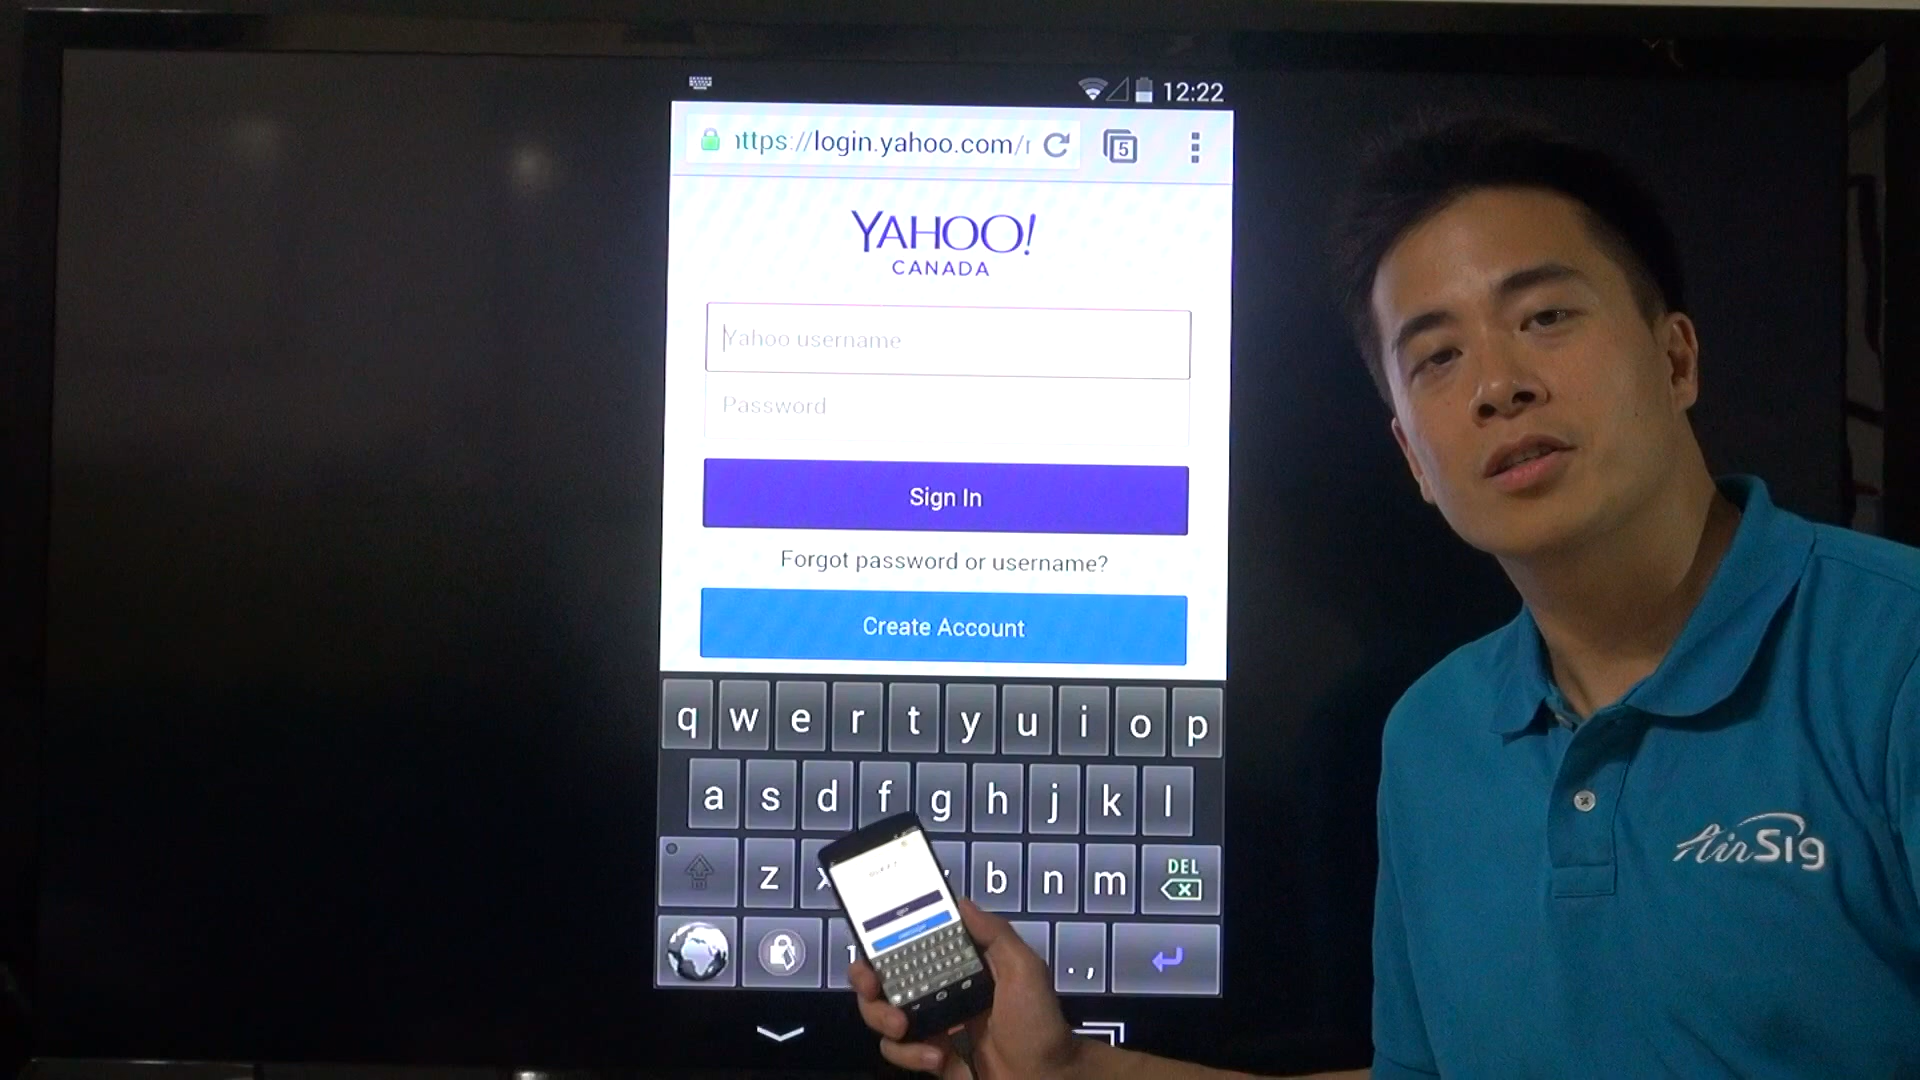 12:22
https://login.yahoo.com/r
5
YAHOO!
CANADA
Yahoo username
Password
Sign In
Forgot password or username?
Create Account
q w e r t y u i o p
a s d f g h j k l
z x b n m DEL
. ,
AirSig